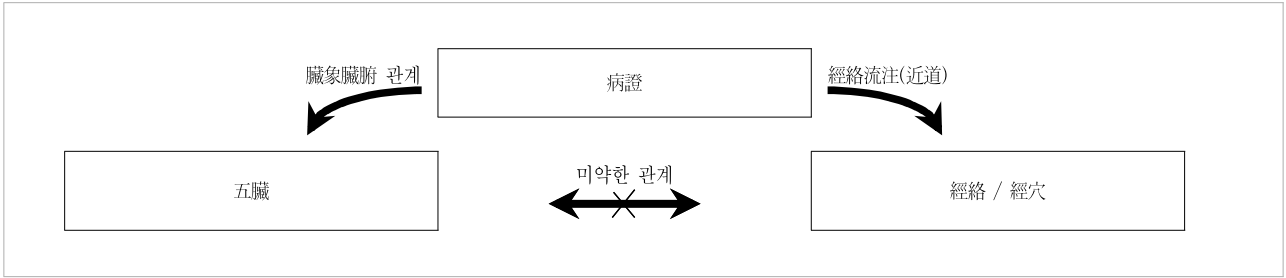 臟象臟腑 관계
病證
經絡流注(近道)
五臟
미약한 관계
經絡 / 經穴